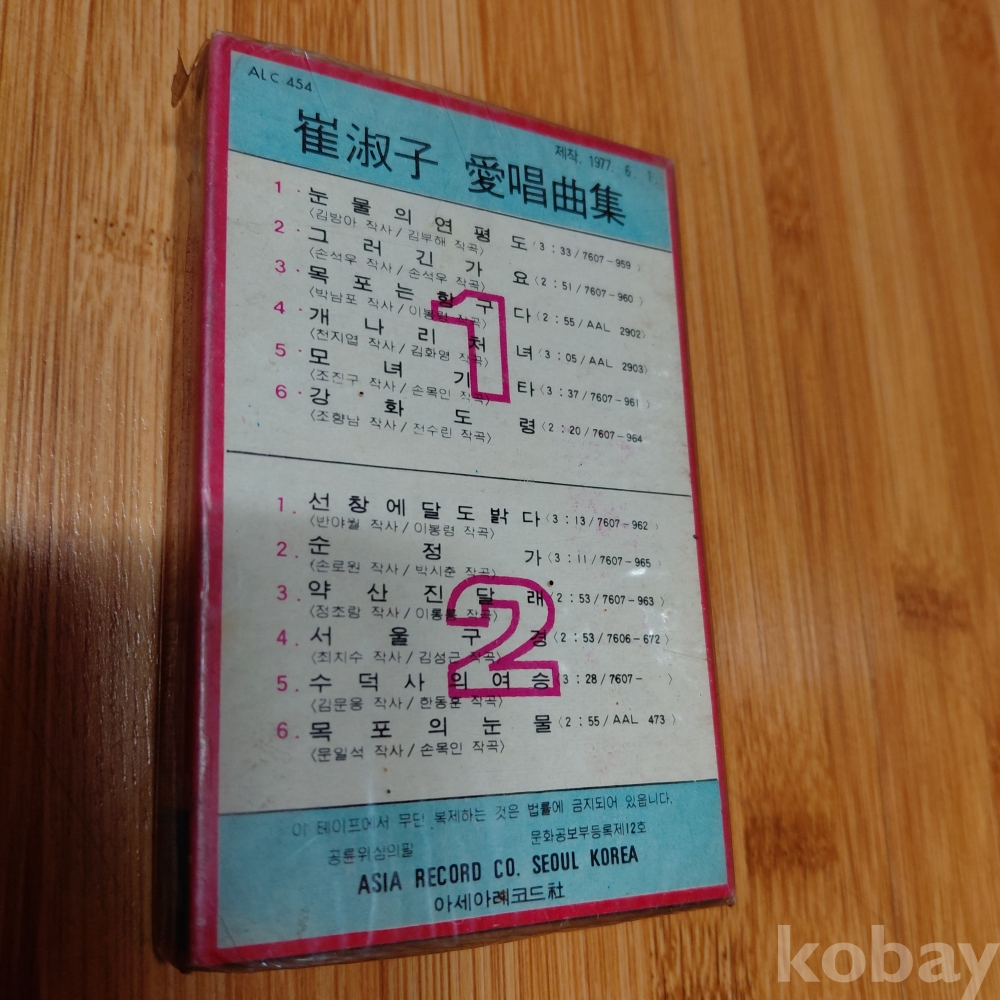 ALC 454
제작. 1977. 6. 1.
崔淑子 愛唱曲集
1. 눈물의 연평도 〈3:33/7607-959〉
〈김방아 작사/김부해 작곡〉
2. 그러긴가요 〈2:51/7607-960〉
〈손석우 작사/손석우 작곡〉
3. 목포는 항구다 〈2:55/AAL 2902〉
〈박남포 작사/이봉룡 작곡〉
4. 개나리처녀 〈3:05/AAL 2903〉
〈천지엽 작사/김화영 작곡〉
5. 모녀기타 〈3:37/7607-961〉
〈조진구 작사/손목인 작곡〉
6. 강화도령 〈2:20/7607-964
〈조향남 작사/전수린 작곡〉
1
1. 선창에달도밝다 〈3:13/7607-962〉
〈반야월 작사/이봉령 작곡〉
2. 순정가 〈3:11/7607-965〉
〈손로원 작사/박시춘 작곡〉
3. 약산진달래 〈2:53/7607-963〉
〈정조랑 작사/작곡〉
4. 서울구경 〈2:53/7606-672〉
〈최치수 작사/김성근 작곡〉
5. 수덕사의여승 〈3:28/7607- 〉
〈김문응 작사/한동훈 작곡〉
6. 목포의눈물 〈2:55/AAL 473〉
〈문일석 작사/손목인 작곡〉
2
이 테이프에서 무단 복제하는 것은 법률에 금지되어 있읍니다.
공륜위심의필 문화공보부등록제12호
ASIA RECORD CO. SEOUL KOREA
아세아레코드社
kobay